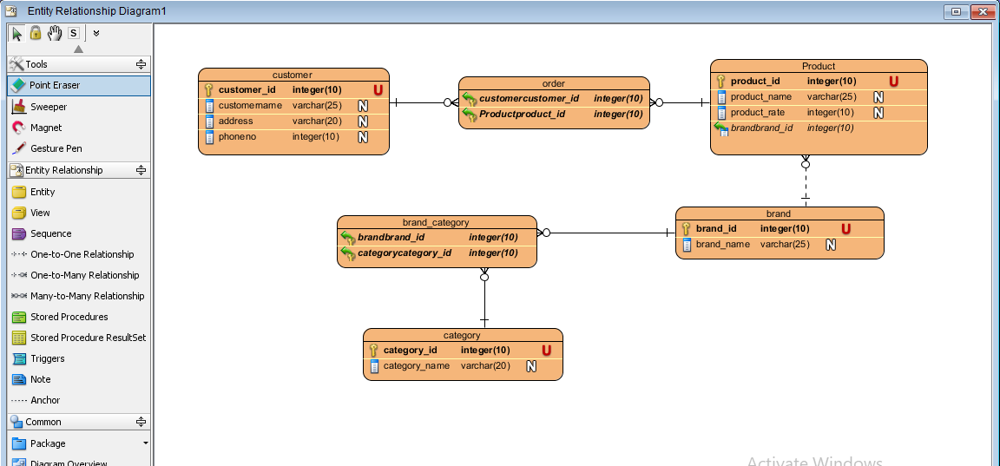 Entity Relationship Diagram1
S
Tools
Point Eraser
Sweeper
Magnet
Gesture Pen
Entity Relationship
Entity
View
Sequence
One-to-One Relationship
One-to-Many Relationship
Many-to-Many Relationship
Stored Procedures
Stored Procedure ResultSet
Triggers
Note
Anchor
Common
Package
Diagram Overview
customer
customer_id integer(10) U
customername varchar(25) N
address varchar(20) N
phoneno integer(10) N
order
customercustomer_id integer(10)
Productproduct_id integer(10)
Product
product_id integer(10) U
product_name varchar(25) N
product_rate integer(10) N
brandbrand_id integer(10)
brand_category
brandbrand_id integer(10)
categorycategory_id integer(10)
brand
brand_id integer(10) U
brand_name varchar(25) N
category
category_id integer(10) U
category_name varchar(20) N
Activate Windows